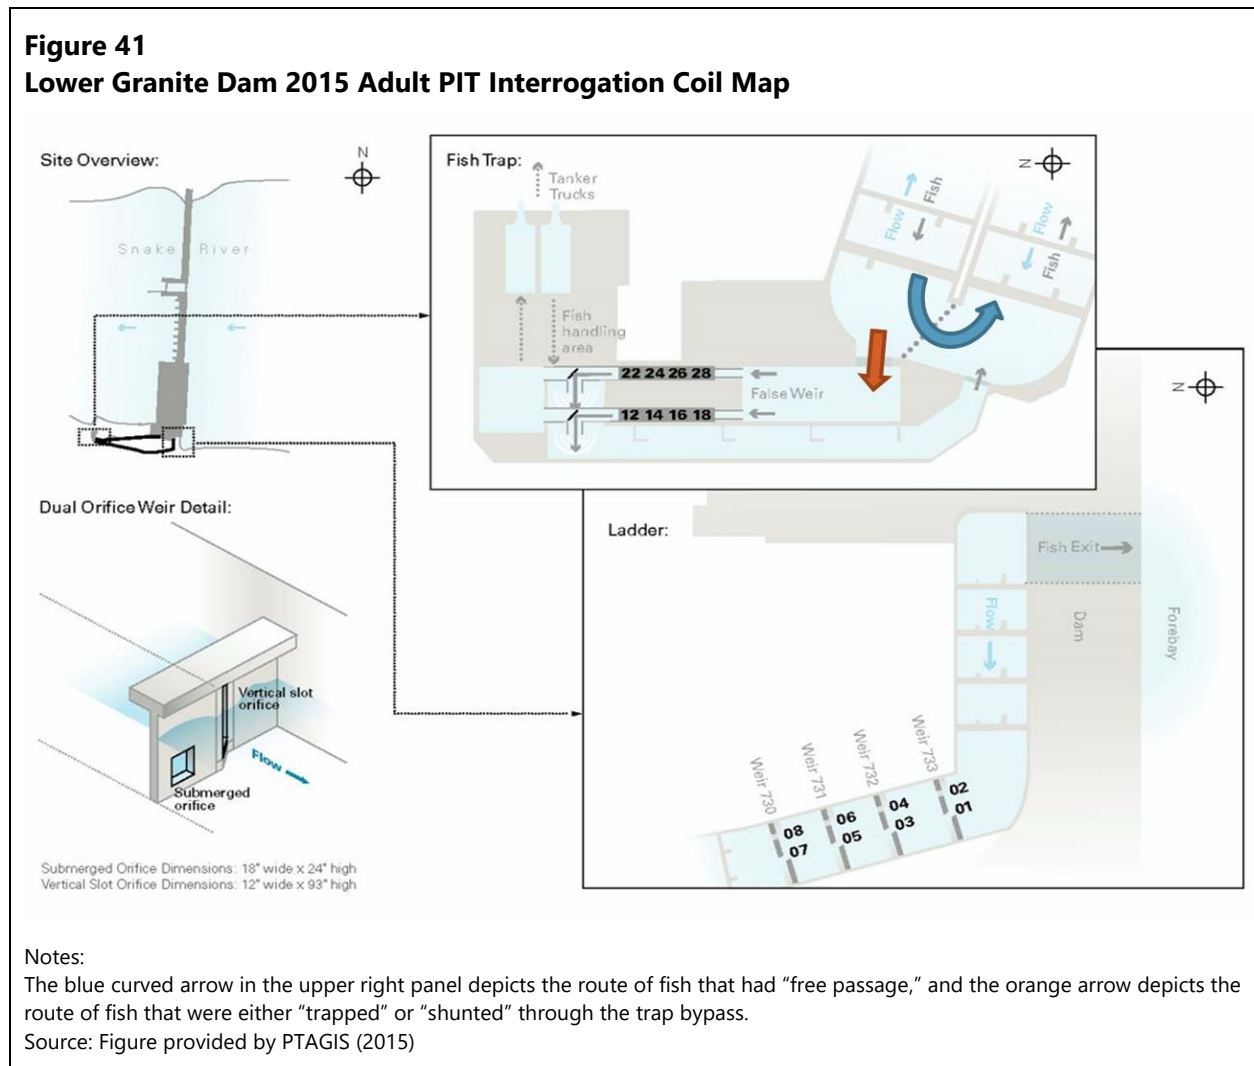 Figure 41
Lower Granite Dam 2015 Adult PIT Interrogation Coil Map
Site Overview:
N
Snake River
Fish Trap:
N
Tanker
Trucks
Fish
handling
area
Flow
Fish
Flow
Fish
22 24 26 28
False Weir
12 14 16 18
Dual Orifice Weir Detail:
Vertical slot
orifice
Flow
Submerged
orifice
Submerged Orifice Dimensions: 18" wide x 24" high
Vertical Slot Orifice Dimensions: 12" wide x 93" high
Ladder:
N
Fish Exit
Flow
Dam
Forebay
Weir 730
Weir 731
Weir 732
Weir 733
08
07
06
05
04
03
02
01
Notes:
The blue curved arrow in the upper right panel depicts the route of fish that had “free passage,” and the orange arrow depicts the
route of fish that were either “trapped” or “shunted” through the trap bypass.
Source: Figure provided by PTAGIS (2015)